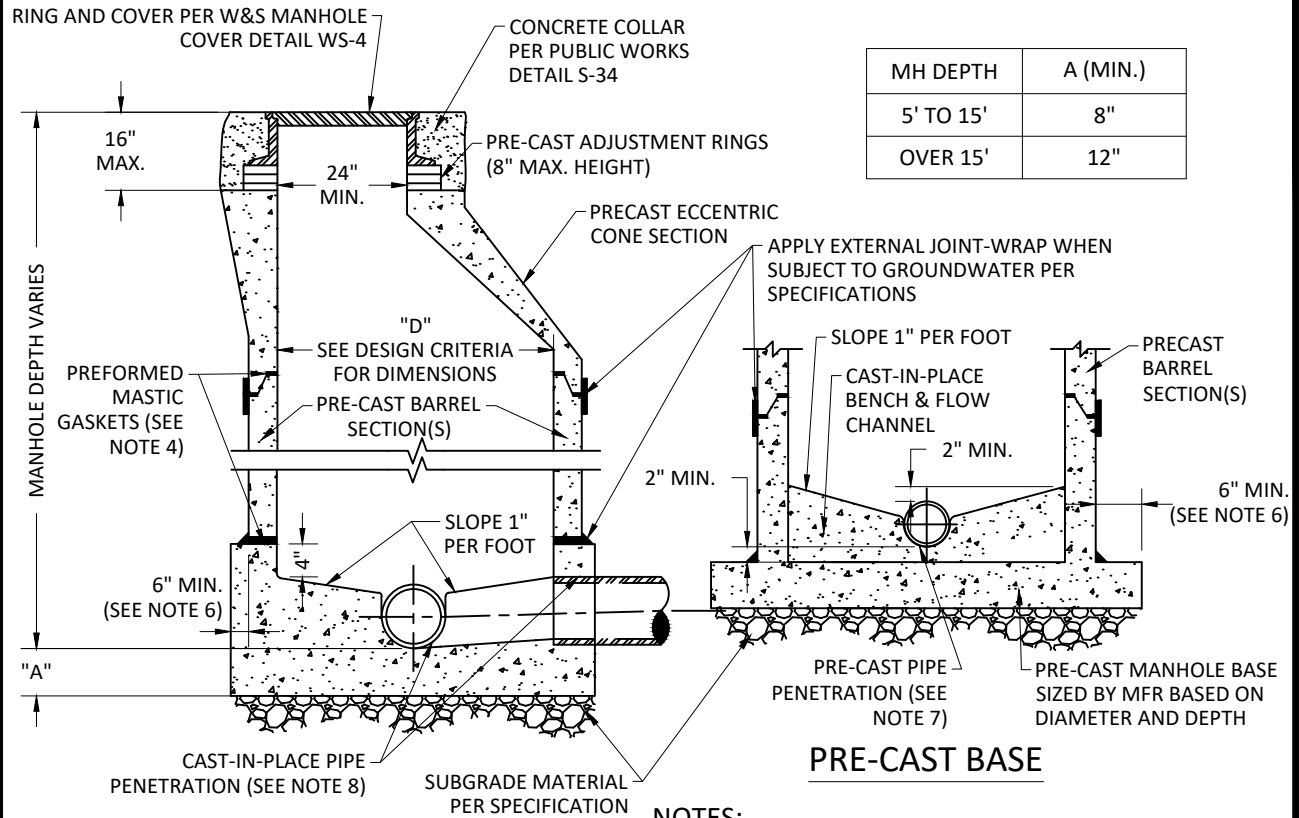 RING AND COVER PER W&S MANHOLE
COVER DETAIL WS-4
CONCRETE COLLAR
PER PUBLIC WORKS
DETAIL S-34
MH DEPTH A (MIN.)
5' TO 15' 8"
OVER 15' 12"
16"
MAX.
24"
MIN.
PRE-CAST ADJUSTMENT RINGS
(8" MAX. HEIGHT)
PRECAST ECCENTRIC
CONE SECTION
APPLY EXTERNAL JOINT-WRAP WHEN
SUBJECT TO GROUNDWATER PER
SPECIFICATIONS
MANHOLE DEPTH VARIES
"D"
SEE DESIGN CRITERIA
FOR DIMENSIONS
PREFORMED
MASTIC
GASKETS (SEE
NOTE 4)
PRE-CAST BARREL
SECTION(S)
SLOPE 1" PER FOOT
CAST-IN-PLACE
BENCH & FLOW
CHANNEL
PRECAST
BARREL
SECTION(S)
2" MIN.
2" MIN.
6" MIN.
(SEE NOTE 6)
SLOPE 1"
PER FOOT
4"
6" MIN.
(SEE NOTE 6)
"A"
CAST-IN-PLACE PIPE
PENETRATION (SEE NOTE 8)
SUBGRADE MATERIAL
PER SPECIFICATION
PRE-CAST PIPE
PENETRATION (SEE
NOTE 7)
PRE-CAST MANHOLE BASE
SIZED BY MFR BASED ON
DIAMETER AND DEPTH
PRE-CAST BASE
NOTES: